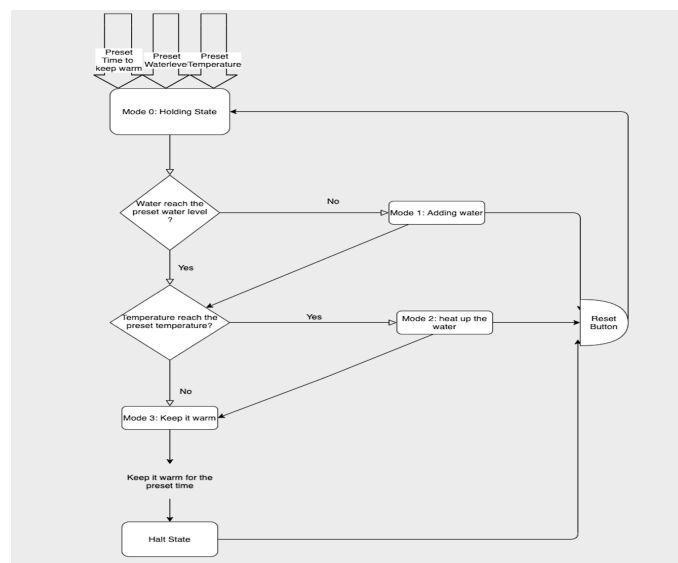 Preset
Time to
keep warm
Preset
Waterlevel
Preset
Temperature
Mode 0: Holding State
Water reach the
preset water level
?
No
Mode 1: Adding water
Yes
Temperature reach the
preset temperature?
Yes
Mode 2: heat up the
water
Reset
Button
No
Mode 3: Keep it warm
Keep it warm for the
preset time
Halt State